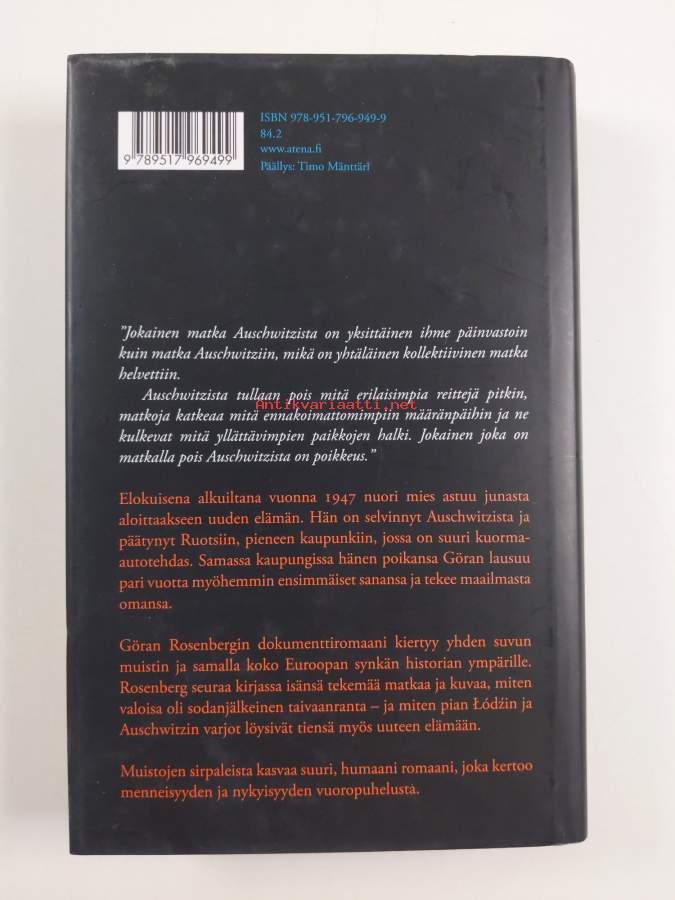 ISBN 978-951-796-949-9
84.2
www.atena.fi
Päällys: Timo Mänttäri
9 789517 969499
”Jokainen matka Auschwitzista on yksittäinen ihme päinvastoin
kuin matka Auschwitziin, mikä on yhtäläinen kollektiivinen matka
helvettiin.
Auschwitzista tullaan pois mitä erilaisimpia reittejä pitkin,
Antikvariaatti.net
matkoja katkeaa mitä ennakoimattomimpiin määränpäihin ja ne
kulkevat mitä yllättävimpien paikkojen halki. Jokainen joka on
matkalla pois Auschwitzista on poikkeus.”
Elokuisena alkuiltana vuonna 1947 nuori mies astuu junasta
aloittaakseen uuden elämän. Hän on selvinnyt Auschwitzista ja
päätynyt Ruotsiin, pieneen kaupunkiin, jossa on suuri kuorma-
autotehdas. Samassa kaupungissa hänen poikansa Göran lausuu
pari vuotta myöhemmin ensimmäiset sanansa ja tekee maailmasta
omansa.
Göran Rosenbergin dokumenttiromaani kiertyy yhden suvun
muistin ja samalla koko Euroopan synkän historian ympärille.
Rosenberg seuraa kirjassa isänsä tekemää matkaa ja kuvaa, miten
valoisa oli sodanjälkeinen taivaanranta – ja miten pian Łódźin ja
Auschwitzin varjot löysivät tiensä myös uuteen elämään.
Muistojen sirpaleista kasvaa suuri, humaani romaani, joka kertoo
menneisyyden ja nykyisyyden vuoropuhelusta.